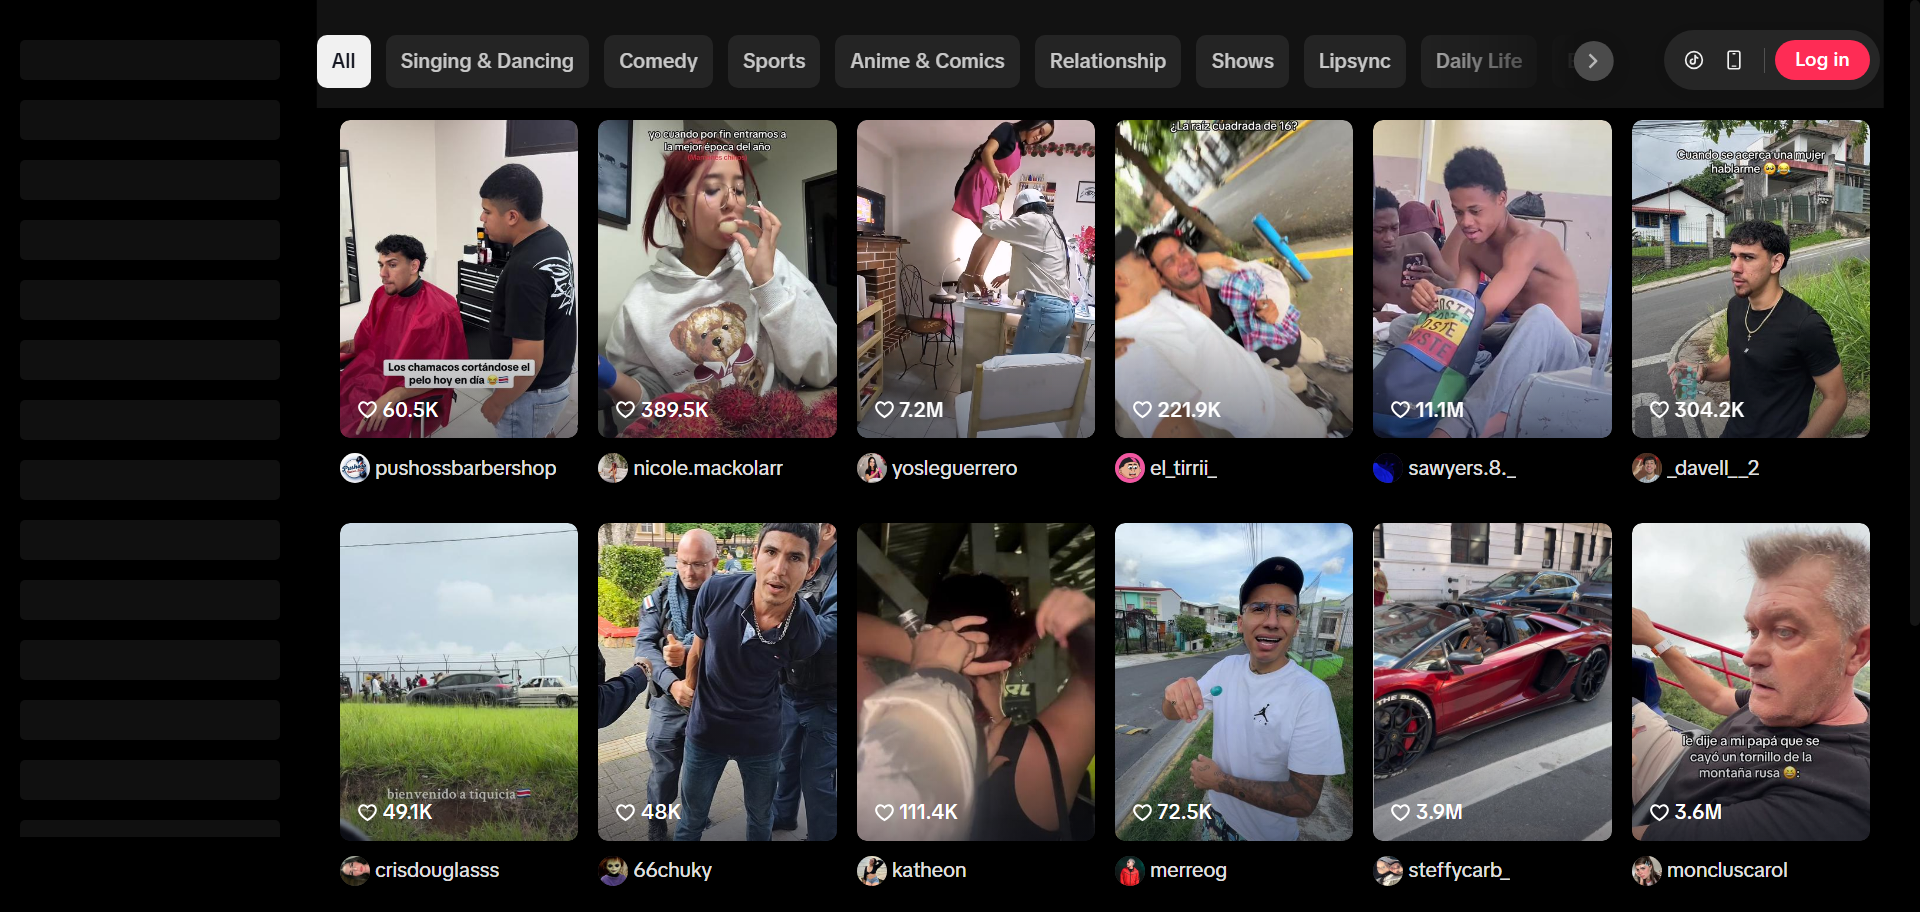 All
Singing & Dancing
Comedy
Sports
Anime & Comics
Relationship
Shows
Lipsync
Daily Life
Log in
Los chamacos cortándose el
pelo hoy en día 😂🇨🇷
60.5K
yo cuando por fin entramos a
la mejor época del año
389.5K
7.2M
¿La raíz cuadrada de 16?
221.9K
11.1M
Cuando se acerca una mujer
hablarme 🥺😂
304.2K
pushossbarbershop
nicole.mackolarr
yosleguerrero
el_tirrii_
sawyers.8._
_davell__2
bienvenido a tiquicia🇨🇷
49.1K
48K
111.4K
72.5K
3.9M
le dije a mi papá que se
cayó un tornillo de la
montaña rusa 😅:
3.6M
crisdouglasss
66chuky
katheon
merreog
steffycarb_
moncluscarol